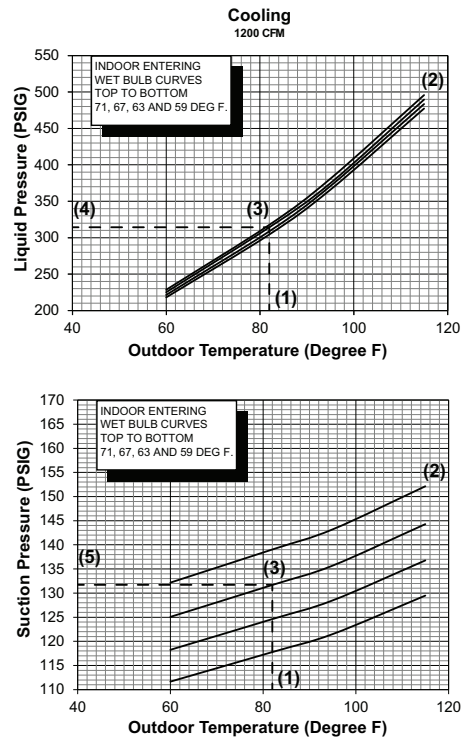 Cooling
1200 CFM
INDOOR ENTERING
WET BULB CURVES
TOP TO BOTTOM
71, 67, 63 AND 59 DEG F.
Liquid Pressure (PSIG)
550
500
450
400
350
300
250
200
(2)
(4)
(3)
(1)
40
60
80
100
120
Outdoor Temperature (Degree F)
INDOOR ENTERING
WET BULB CURVES
TOP TO BOTTOM
71, 67, 63 AND 59 DEG F.
Suction Pressure (PSIG)
170
165
160
155
150
145
140
135
130
125
120
115
110
(2)
(5)
(3)
(1)
40
60
80
100
120
Outdoor Temperature (Degree F)